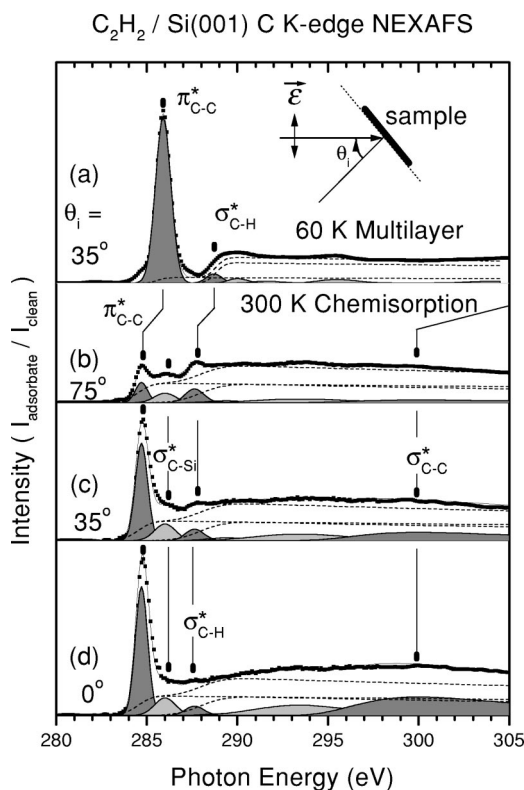 C₂H₂ / Si(001) C K-edge NEXAFS
π*C-C
ε
sample
θi
(a)
θi =
35°
σ*C-H
60 K Multilayer
π*C-C
300 K Chemisorption
(b)
75°
σ*C-Si
σ*C-C
(c)
35°
σ*C-H
(d)
0°
Intensity ( Iadsorbate / Iclean )
280 285 290 295 300 305
Photon Energy (eV)